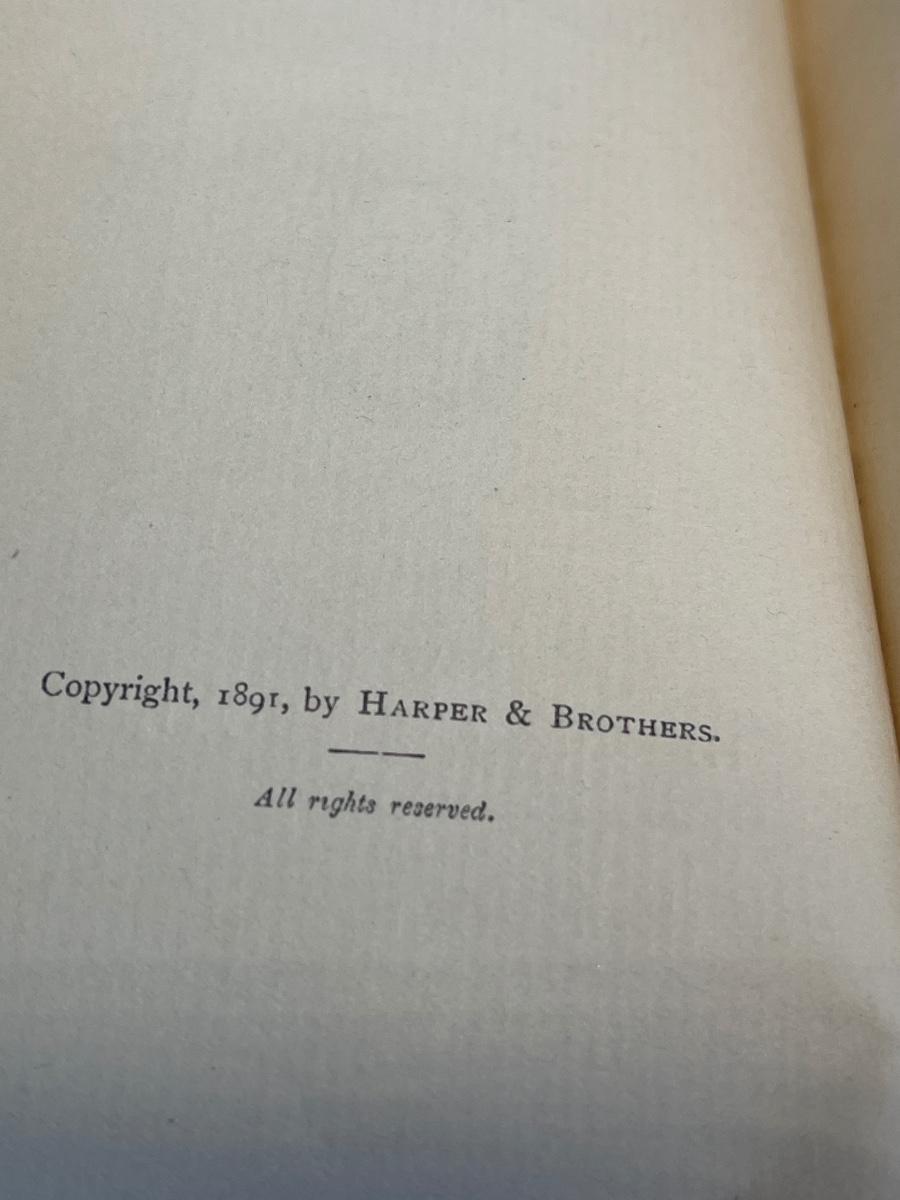 Copyright, 1891, by HARPER & BROTHERS.
All rights reserved.